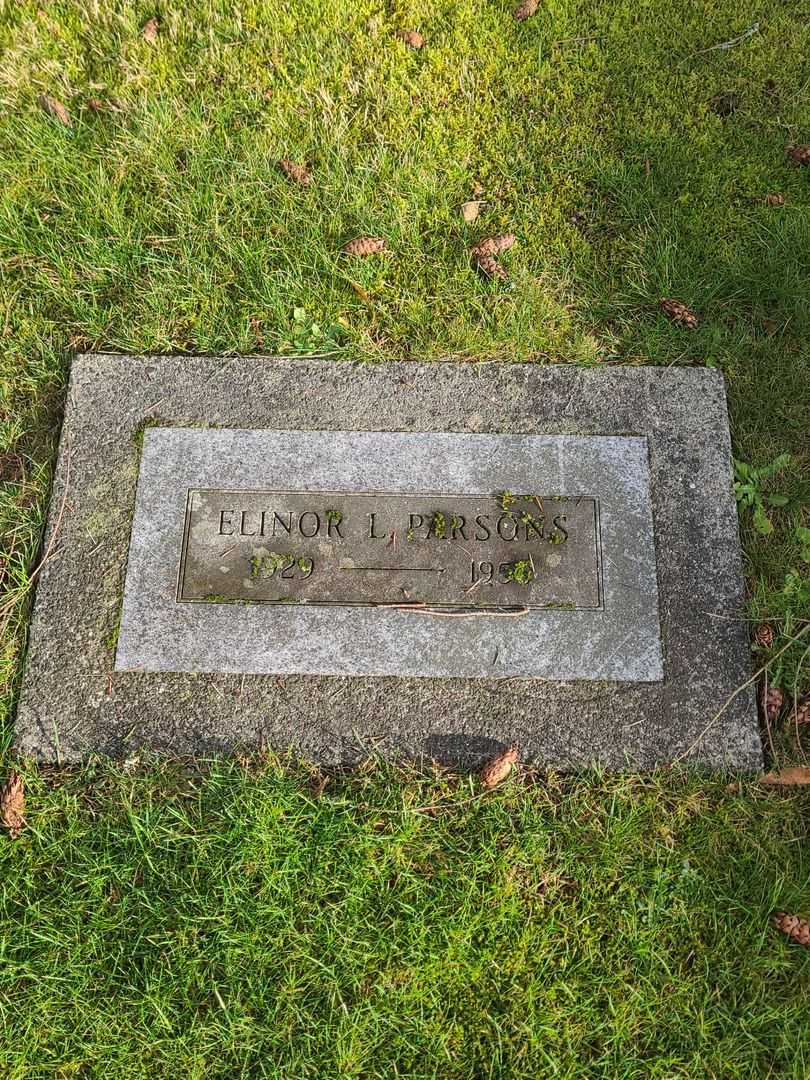 ELINOR L. PARSONS
1929 —